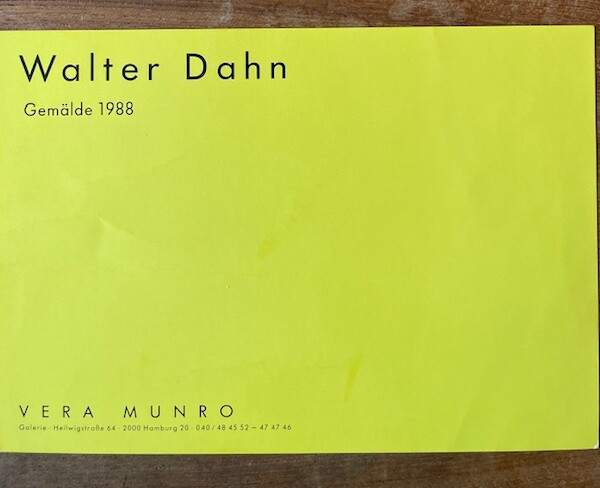 Walter Dahn
Gemälde 1988
VERA MUNRO
Galerie · Heilwigstraße 64 · 2000 Hamburg 20 · 040 / 48 45 52 – 47 47 46